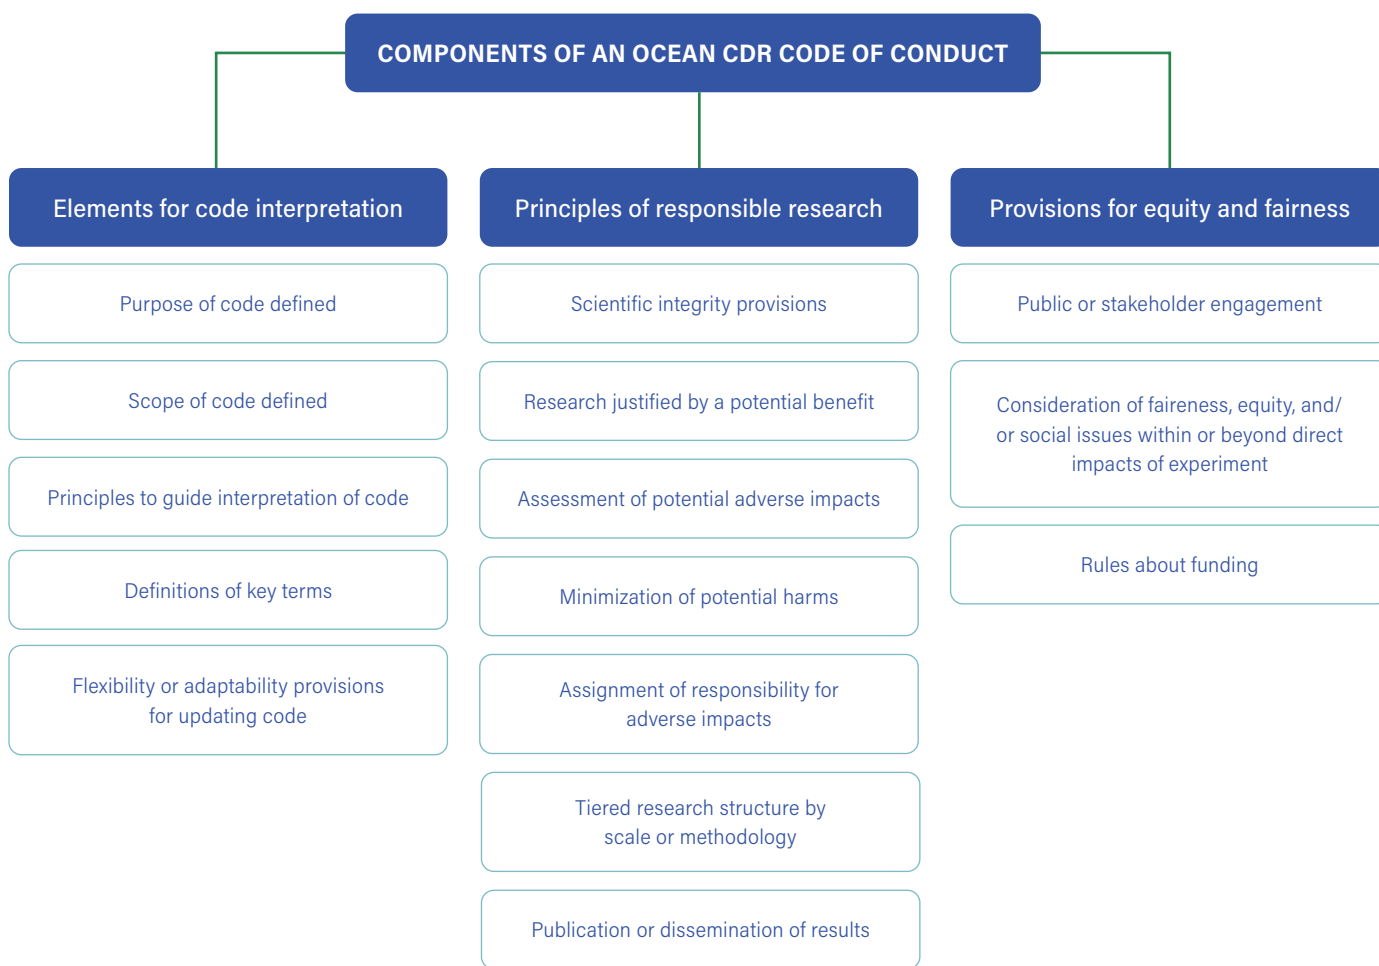 COMPONENTS OF AN OCEAN CDR CODE OF CONDUCT
Elements for code interpretation
Purpose of code defined
Scope of code defined
Principles to guide interpretation of code
Definitions of key terms
Flexibility or adaptability provisions
for updating code
Principles of responsible research
Scientific integrity provisions
Research justified by a potential benefit
Assessment of potential adverse impacts
Minimization of potential harms
Assignment of responsibility for
adverse impacts
Tiered research structure by
scale or methodology
Publication or dissemination of results
Provisions for equity and fairness
Public or stakeholder engagement
Consideration of faireness, equity, and/
or social issues within or beyond direct
impacts of experiment
Rules about funding